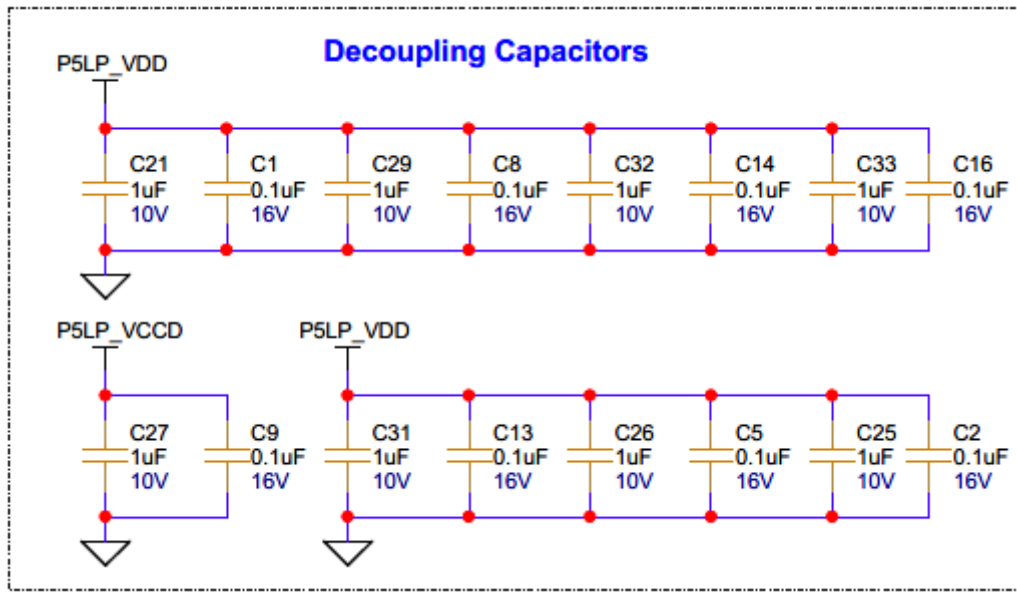 Decoupling Capacitors
P5LP_VDD
C21 C1 C29 C8 C32 C14 C33 C16
1uF 0.1uF 1uF 0.1uF 1uF 0.1uF 1uF 0.1uF
10V 16V 10V 16V 10V 16V 10V 16V
P5LP_VCCD P5LP_VDD
C27 C9 C31 C13 C26 C5 C25 C2
1uF 0.1uF 1uF 0.1uF 1uF 0.1uF 1uF 0.1uF
10V 16V 10V 16V 10V 16V 10V 16V